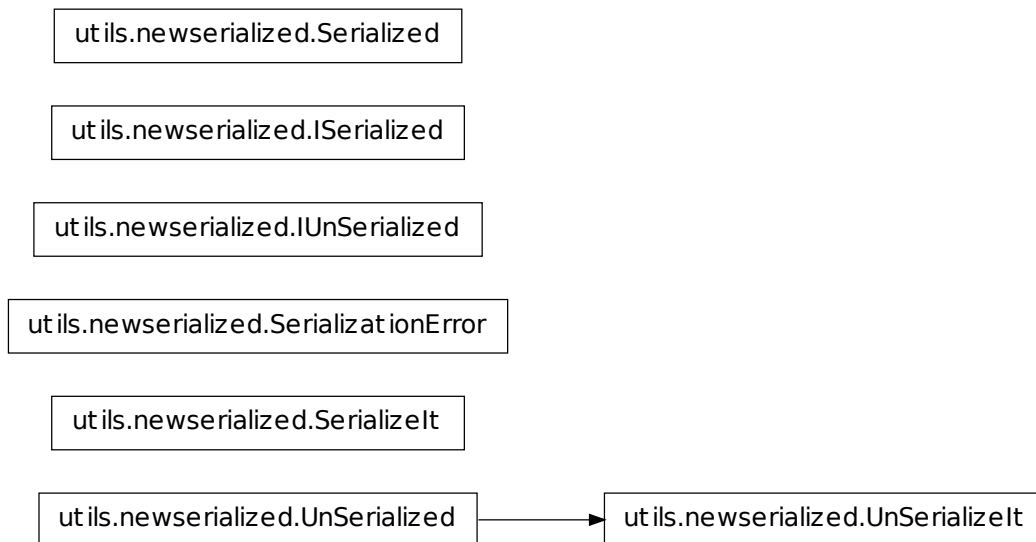 utils.newserialized.Serialized
utils.newserialized.ISerialized
utils.newserialized.IUnSerialized
utils.newserialized.SerializationError
utils.newserialized.SerializeIt
utils.newserialized.UnSerialized
utils.newserialized.UnSerializeIt